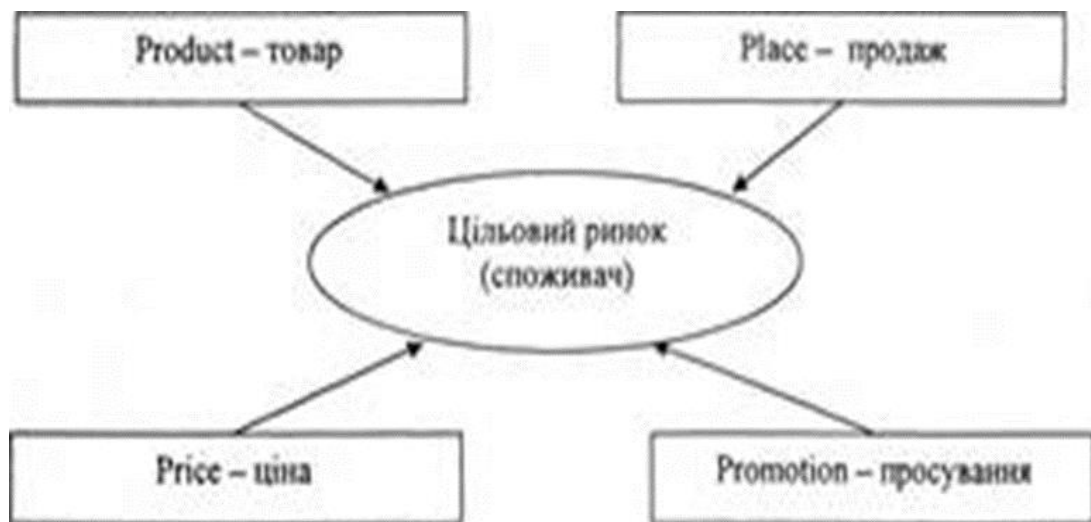 Product – товар
Place – продаж
Цільовий ринок
(споживач)
Price – ціна
Promotion – просування